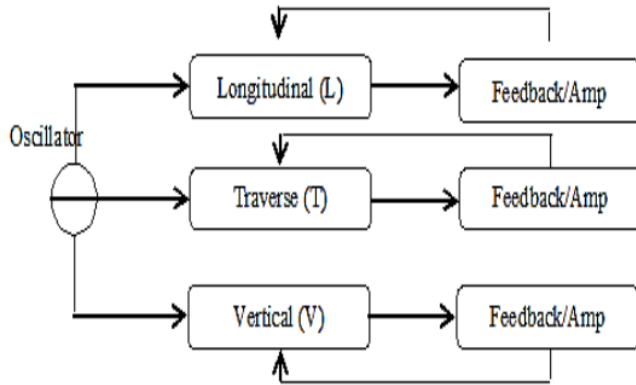 Longitudinal (L)
Feedback/Amp
Oscillator
Traverse (T)
Feedback/Amp
Vertical (V)
Feedback/Amp